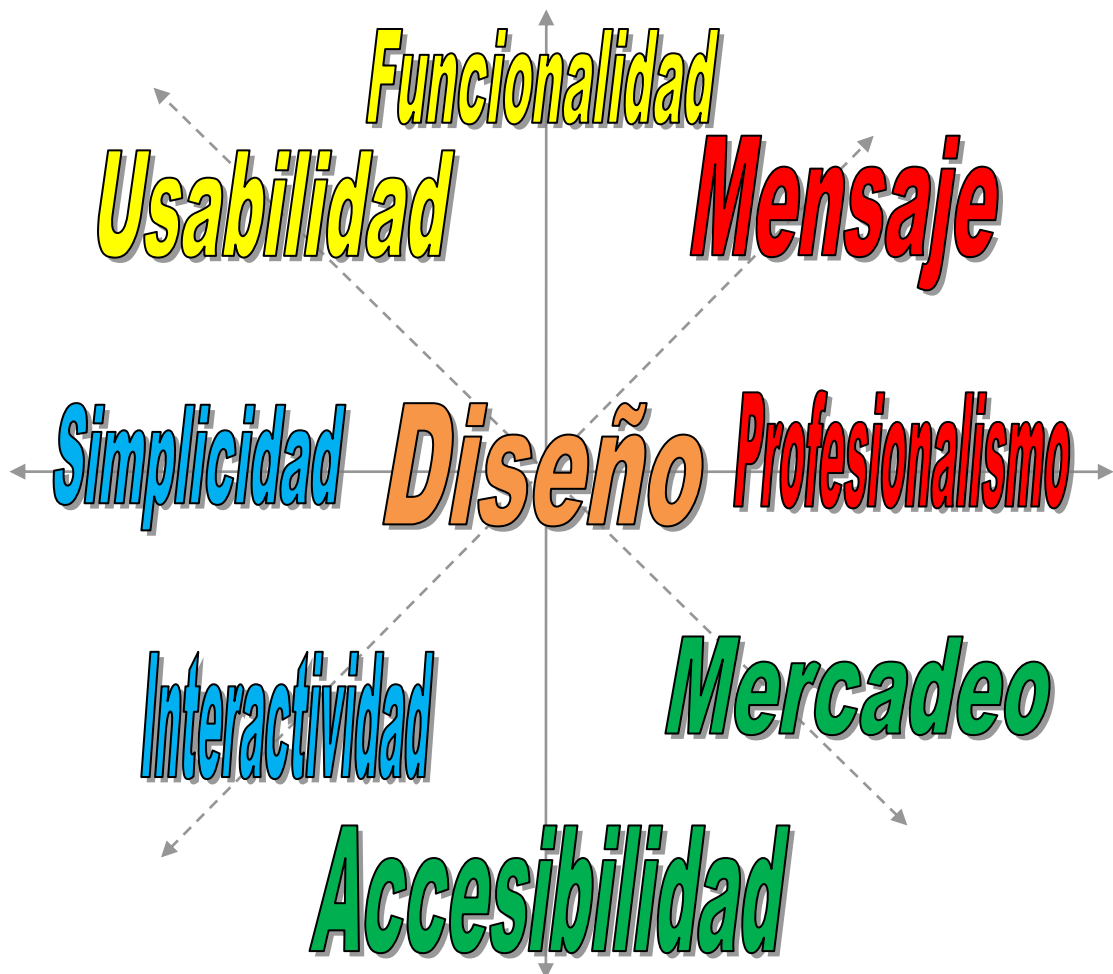 Funcionalidad
Usabilidad
Mensaje
Simplicidad
Diseño
Profesionalismo
Interactividad
Mercadeo
Accesibilidad